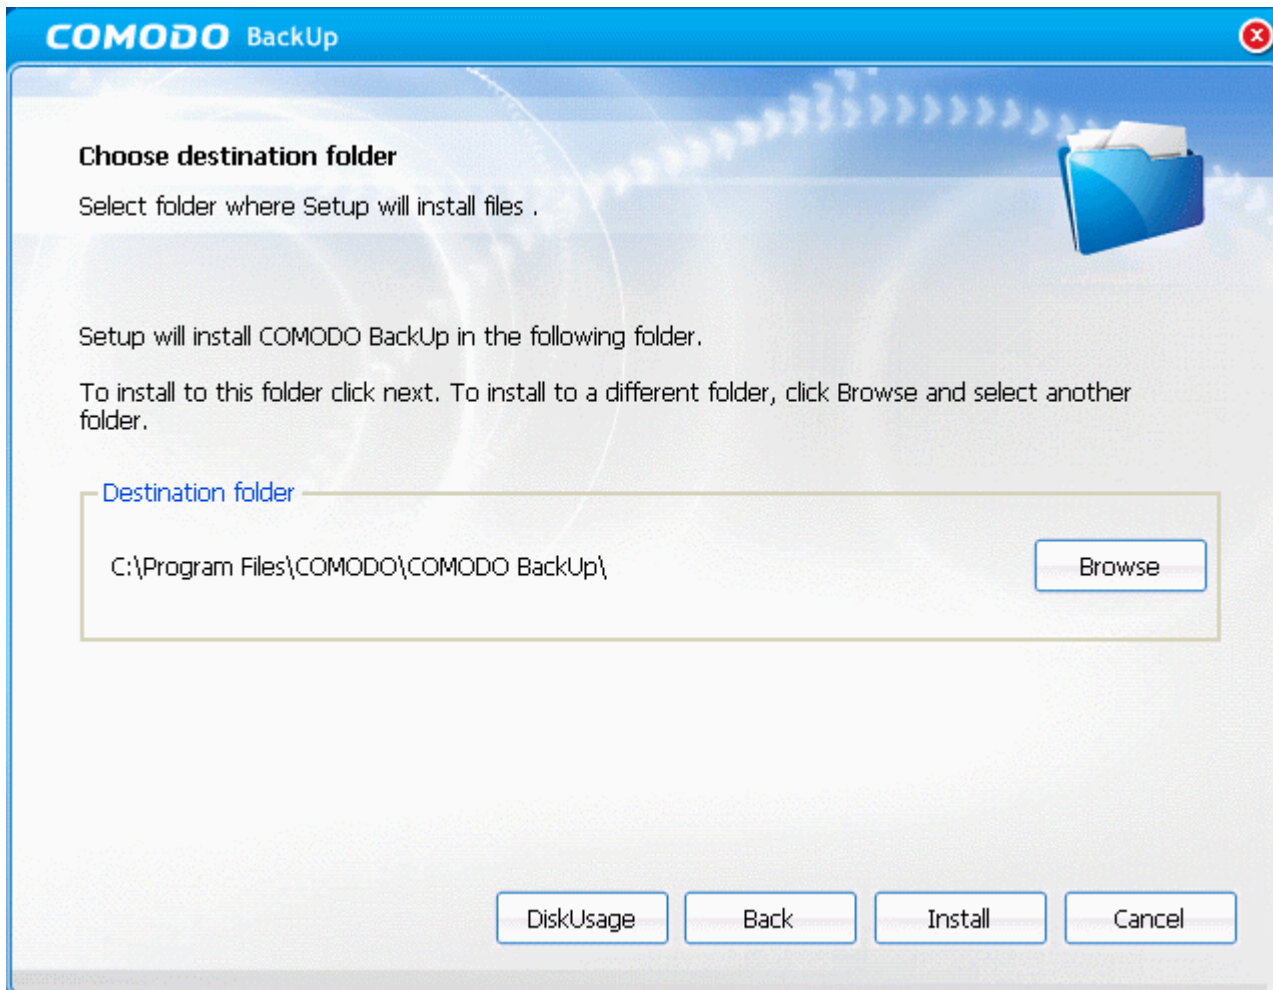 COMODO BackUp
Choose destination folder
Select folder where Setup will install files .
Setup will install COMODO BackUp in the following folder.
To install to this folder click next. To install to a different folder, click Browse and select another
folder.
Destination folder
C:\Program Files\COMODO\COMODO BackUp\
Browse
DiskUsage
Back
Install
Cancel